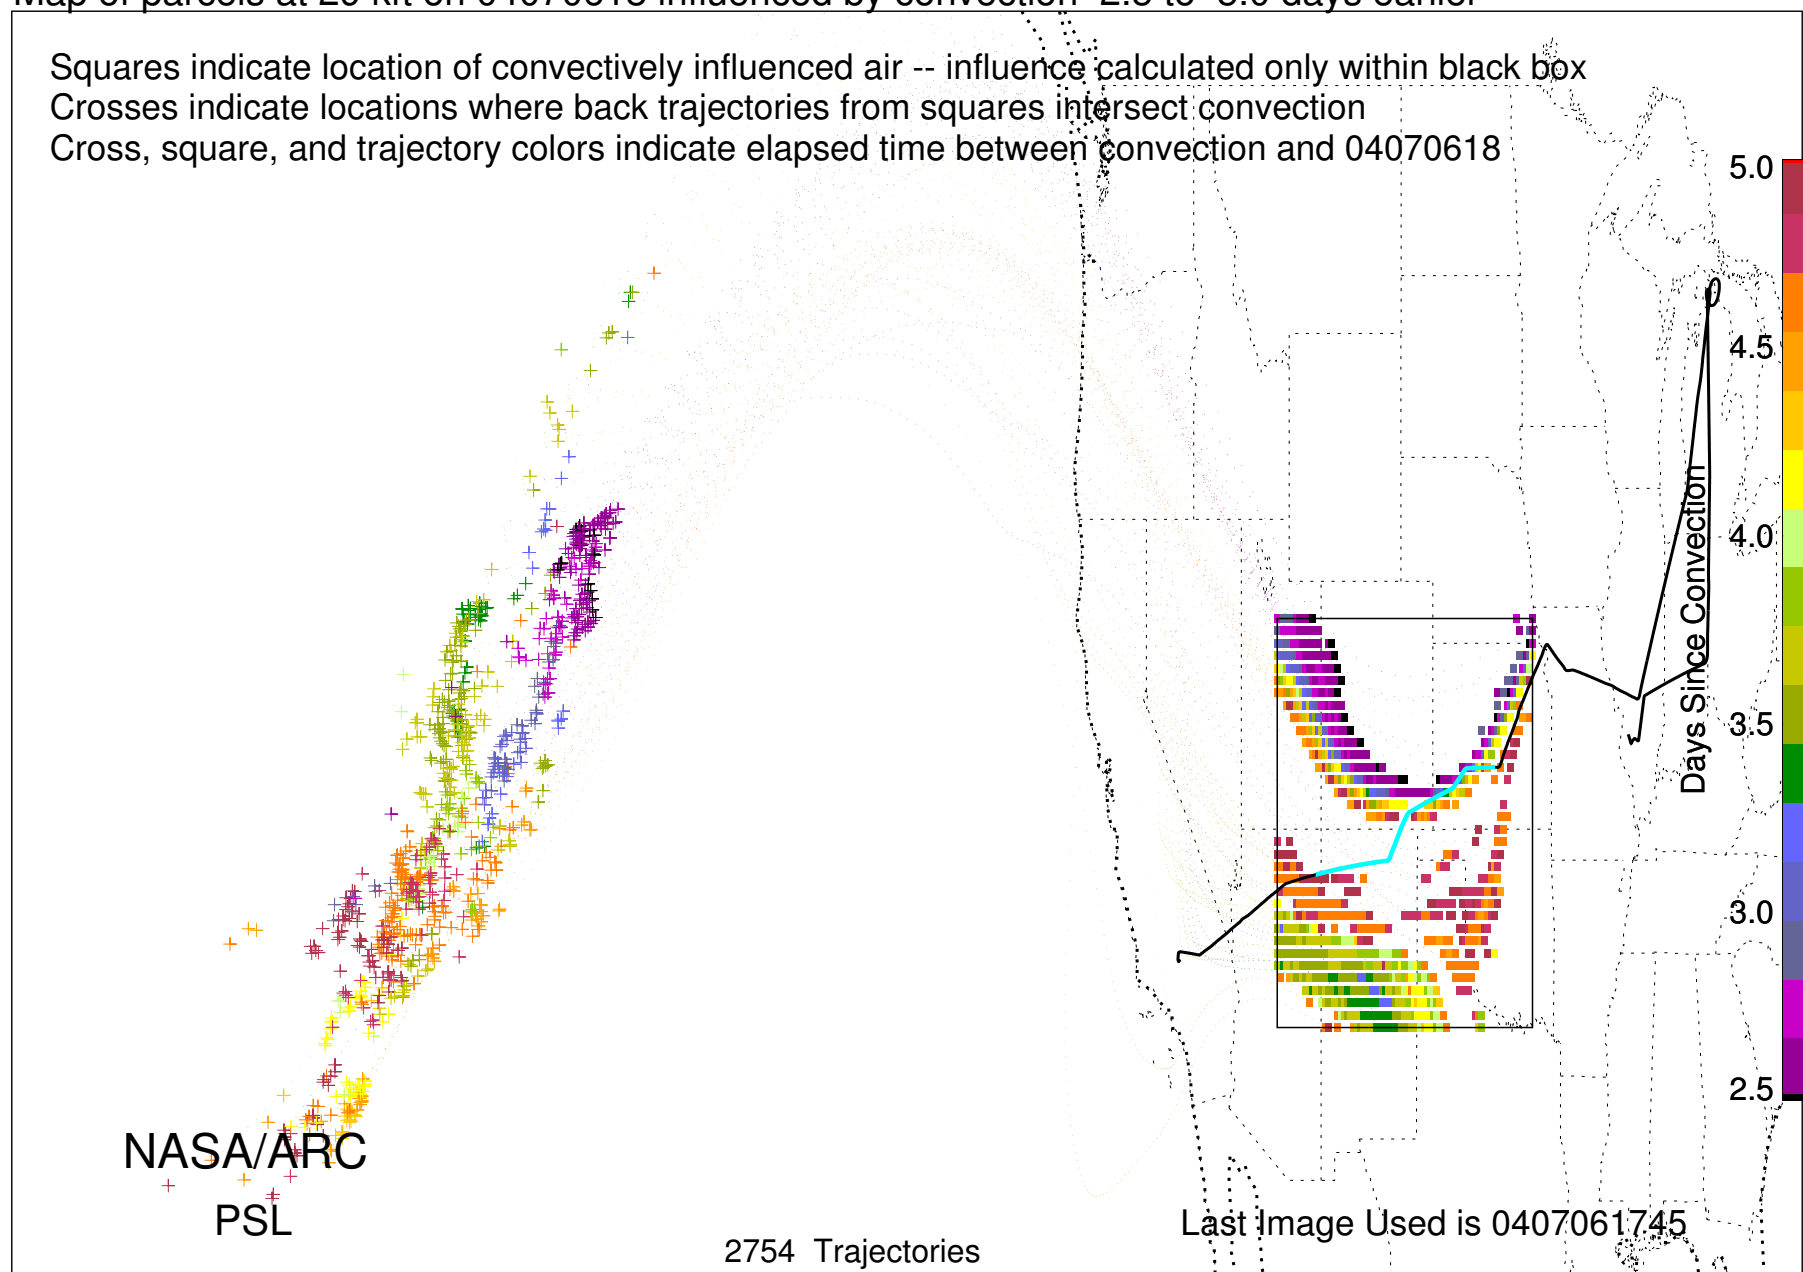 Squares indicate location of convectively influenced air -- influence calculated only within black box
Crosses indicate locations where back trajectories from squares intersect convection
Cross, square, and trajectory colors indicate elapsed time between convection and 04070618
5.0
4.5
4.0
3.5
3.0
2.5
Days Since Convection
NASA/ARC
PSL
2754 Trajectories
Last Image Used is 0407061745